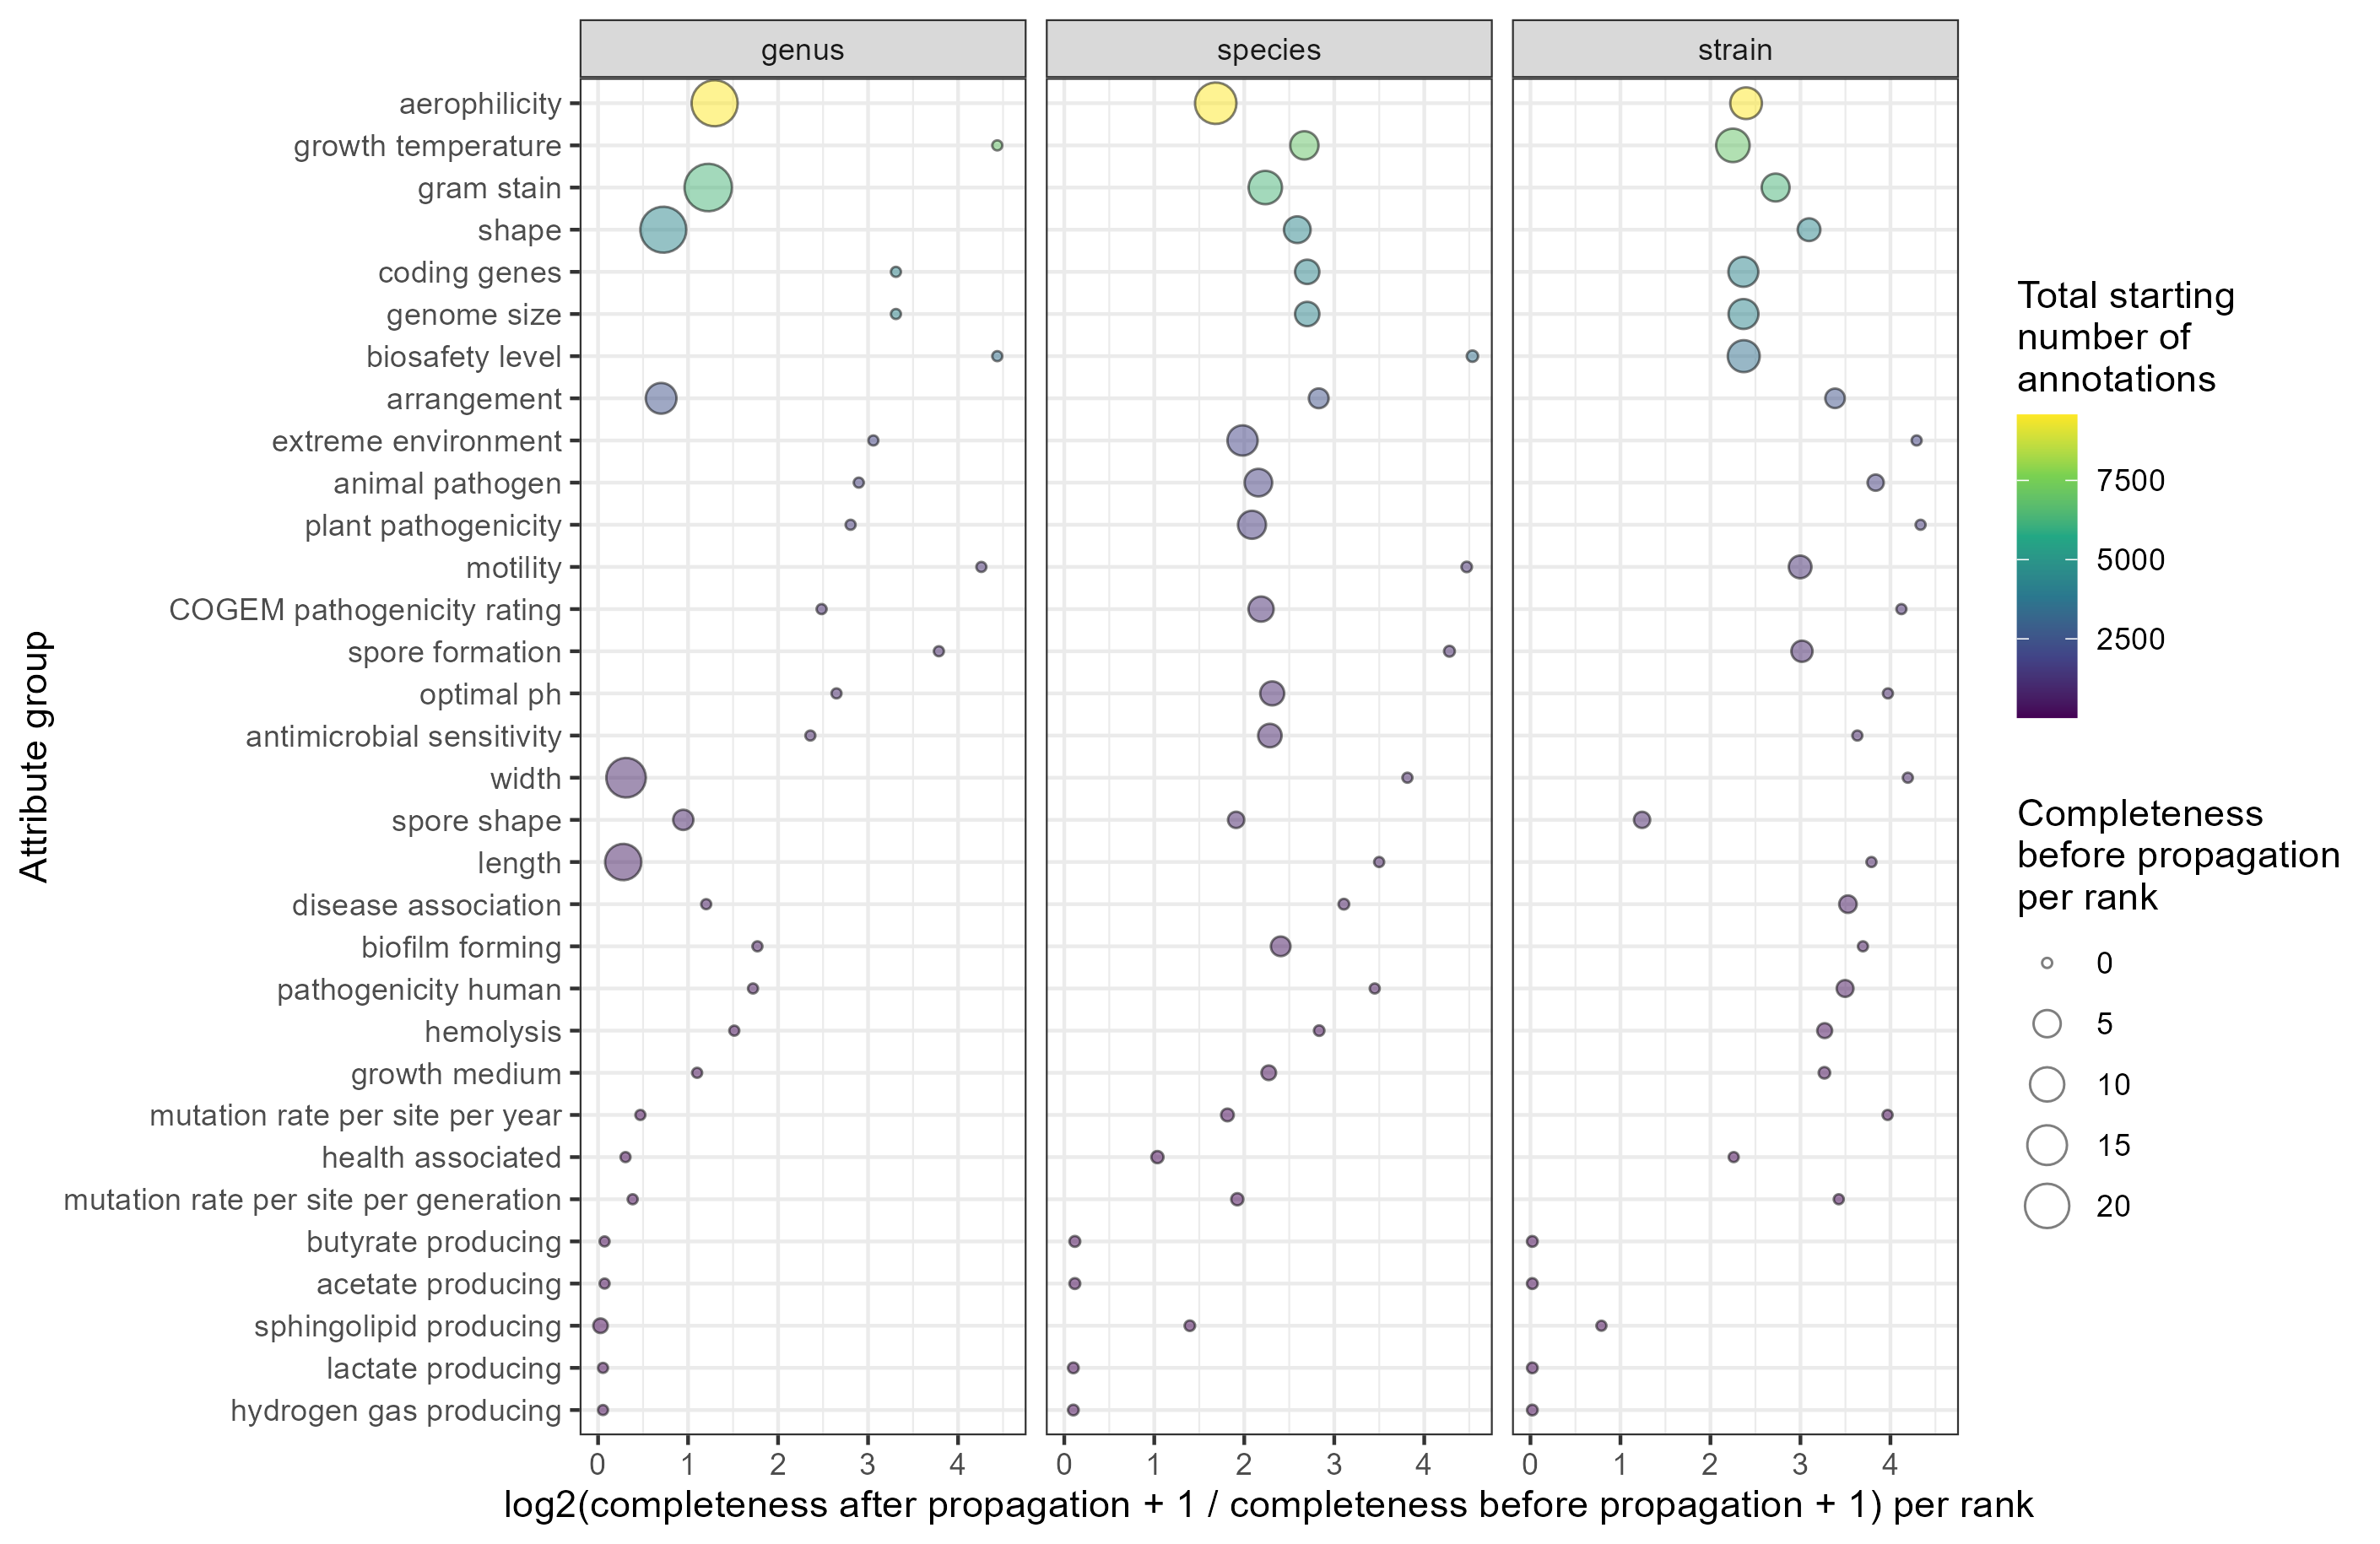 genus
species
strain
aerophilicity
growth temperature
gram stain
shape
coding genes
genome size
biosafety level
arrangement
extreme environment
animal pathogen
plant pathogenicity
motility
COGEM pathogenicity rating
spore formation
optimal ph
antimicrobial sensitivity
width
spore shape
length
disease association
biofilm forming
pathogenicity human
hemolysis
growth medium
mutation rate per site per year
health associated
mutation rate per site per generation
butyrate producing
acetate producing
sphingolipid producing
lactate producing
hydrogen gas producing
Attribute group
0 1 2 3 4
0 1 2 3 4
0 1 2 3 4
log2(completeness after propagation + 1 / completeness before propagation + 1) per rank
Total starting
number of
annotations
7500
5000
2500
Completeness
before propagation
per rank
0
5
10
15
20